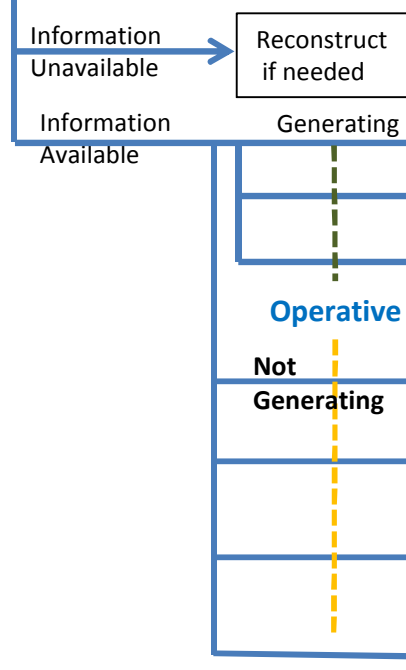 Information
Unavailable
Reconstruct
if needed
Information
Available
Generating
Operative
Not
Generating